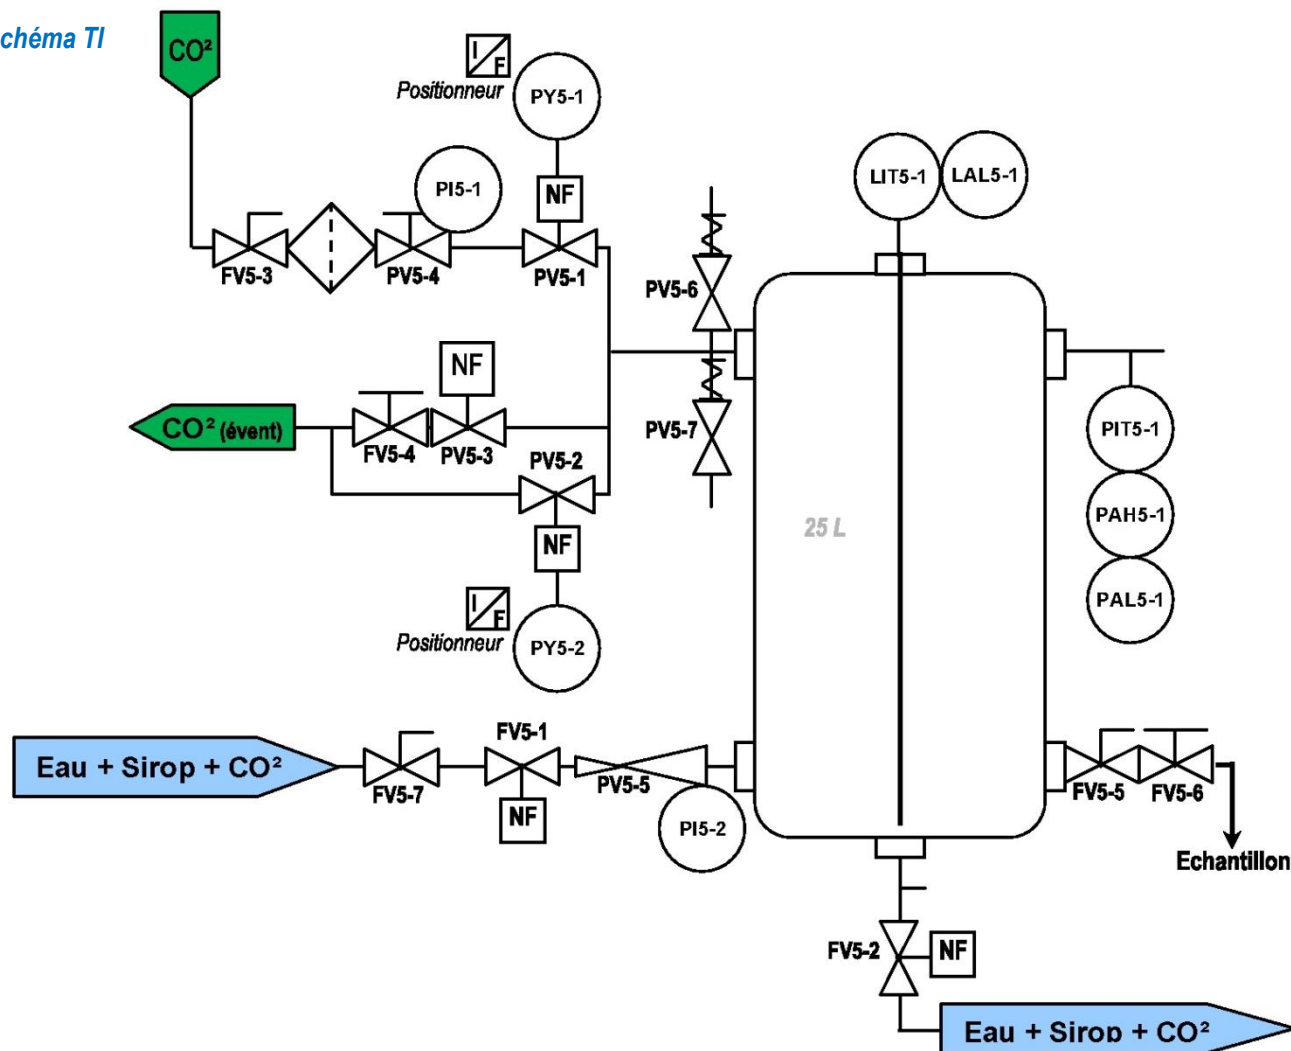 chéma TI
CO²
I/F
Positionneur
PY5-1
PI5-1
NF
FV5-3
PV5-4
PV5-1
LIT5-1
LAL5-1
PV5-6
NF
CO² (évent)
FV5-4
PV5-3
PV5-7
PV5-2
NF
PIT5-1
PAH5-1
PAL5-1
25 L
I/F
Positionneur
PY5-2
Eau + Sirop + CO²
FV5-7
FV5-1
NF
PV5-5
PI5-2
FV5-5
FV5-6
Echantillon
FV5-2
NF
Eau + Sirop + CO²